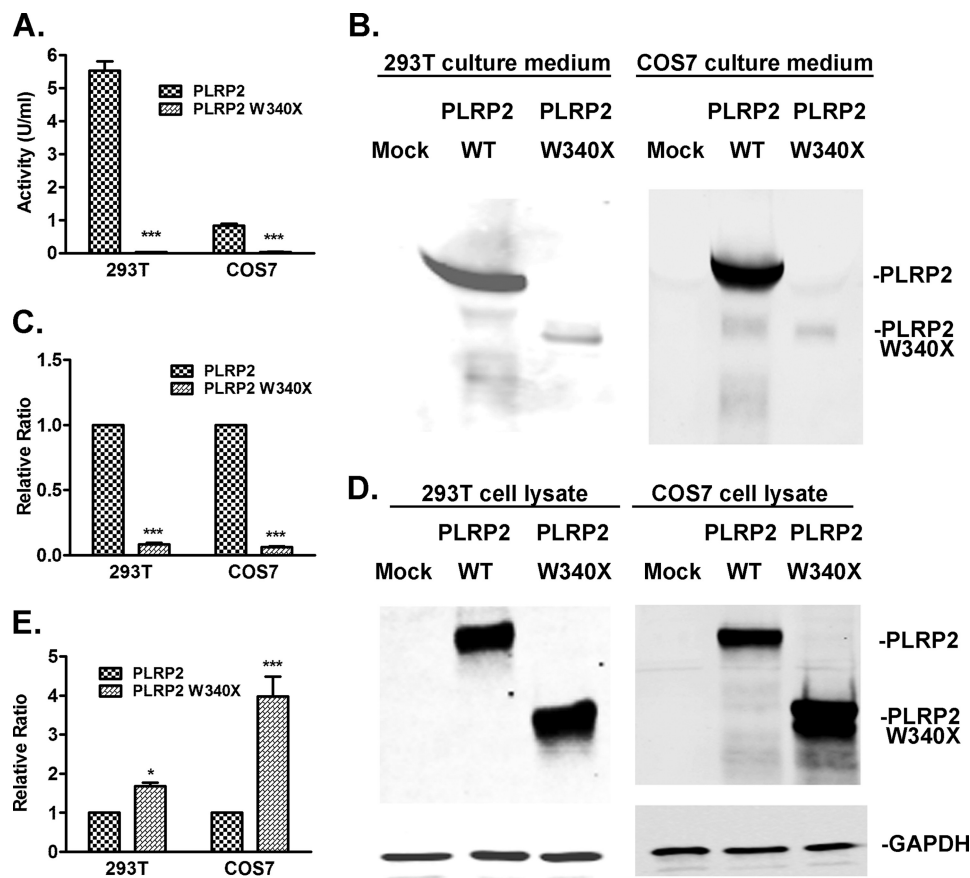 A.
6
5
4
3
2
1
0
Activity (U/ml)
PLRP2
PLRP2 W340X
***
***
293T
COS7
B.
293T culture medium
COS7 culture medium
PLRP2 PLRP2
Mock WT W340X
PLRP2 PLRP2
Mock WT W340X
-PLRP2
-PLRP2
W340X
C.
1.5
1.0
0.5
0.0
Relative Ratio
PLRP2
PLRP2 W340X
***
***
293T
COS7
D.
293T cell lysate
COS7 cell lysate
PLRP2 PLRP2
Mock WT W340X
PLRP2 PLRP2
Mock WT W340X
-PLRP2
-PLRP2
W340X
-GAPDH
E.
5
4
3
2
1
0
Relative Ratio
PLRP2
PLRP2 W340X
*
***
293T
COS7